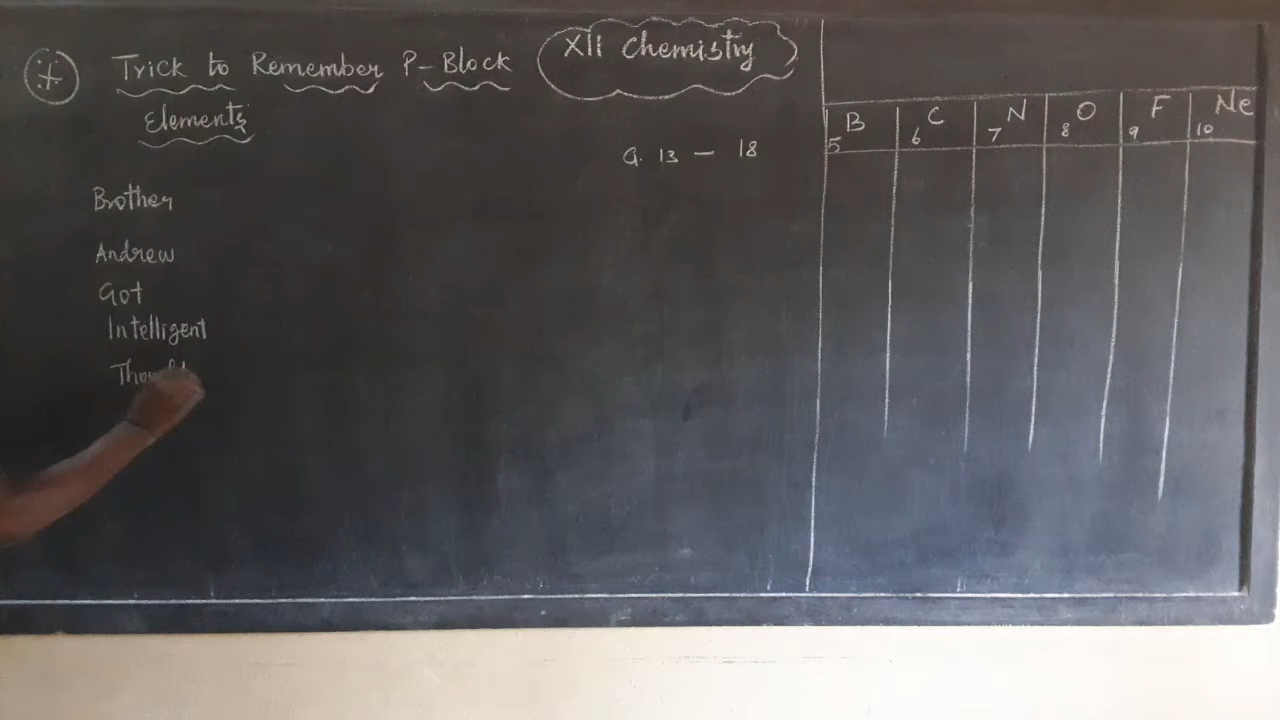 Trick to Remember P-Block
XII Chemistry
Elements
G. 13 — 18
B C N O F Ne
5 6 7 8 9 10
Brother
Andrew
Got
Intelligent